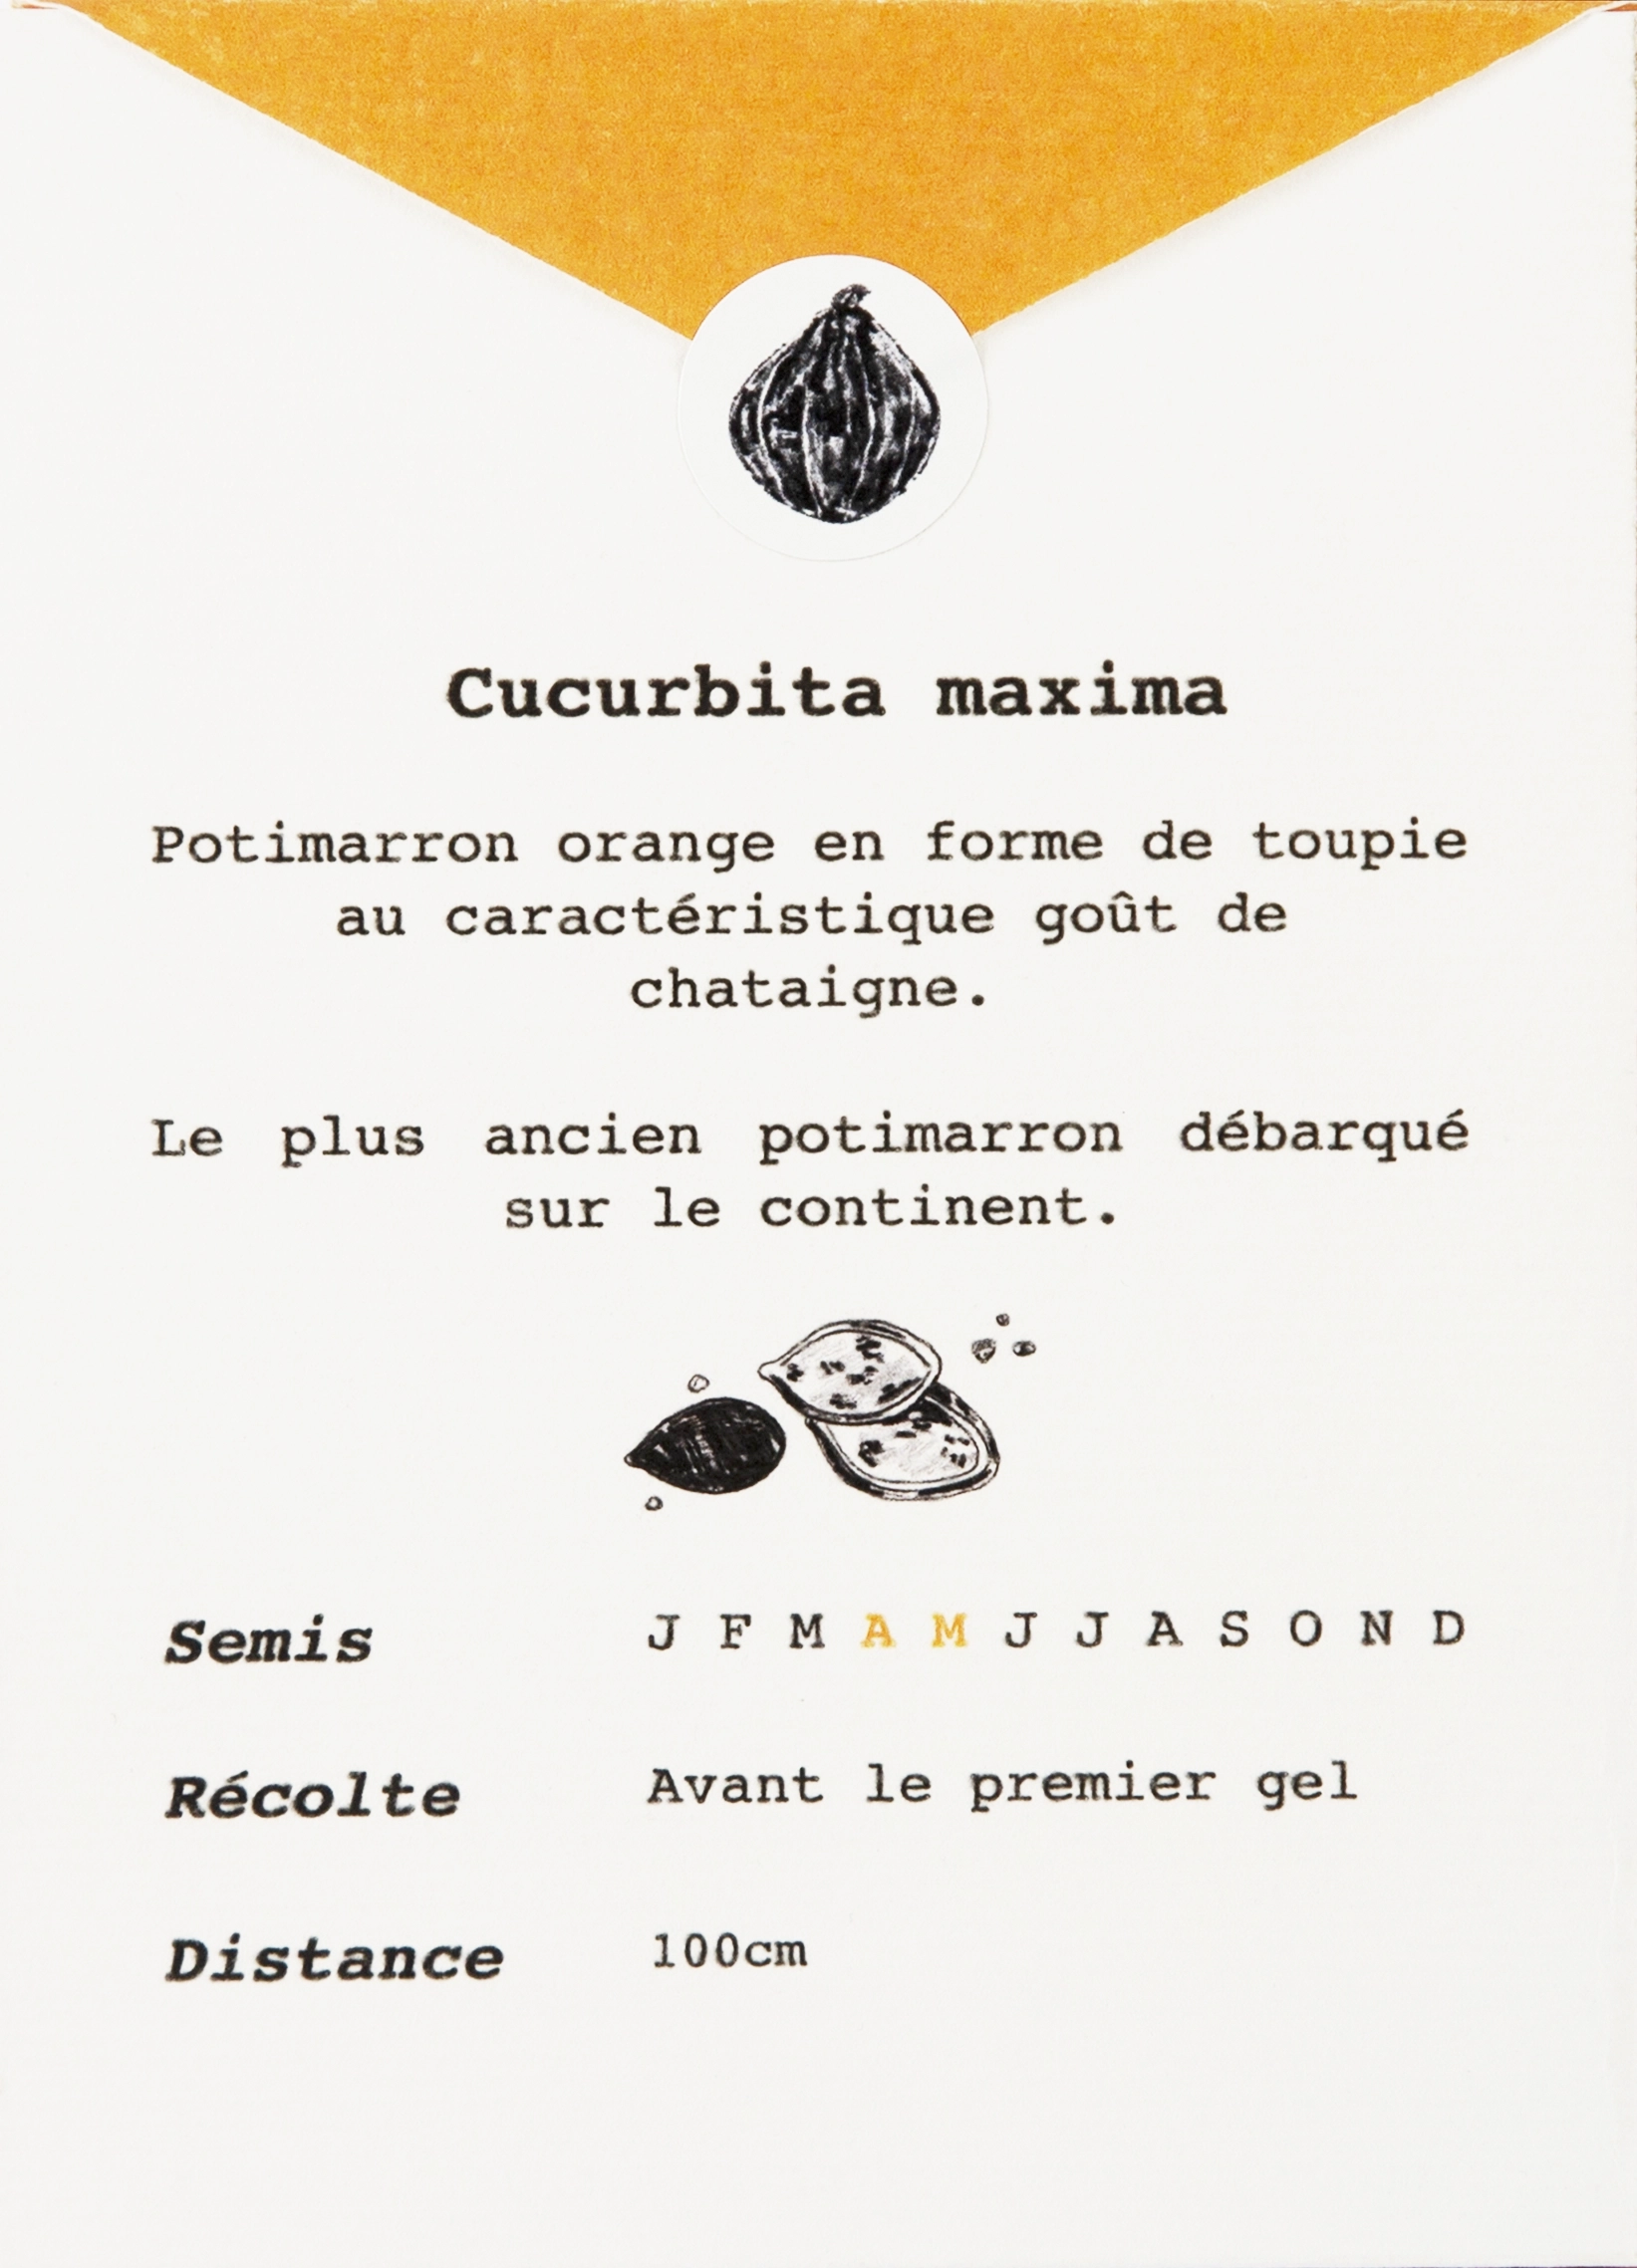 Cucurbita maxima
Potimarron orange en forme de toupie
au caractéristique goût de
chataigne.
Le plus ancien potimarron débarqué
sur le continent.
Semis J F M A M J J A S O N D
Récolte Avant le premier gel
Distance 100cm